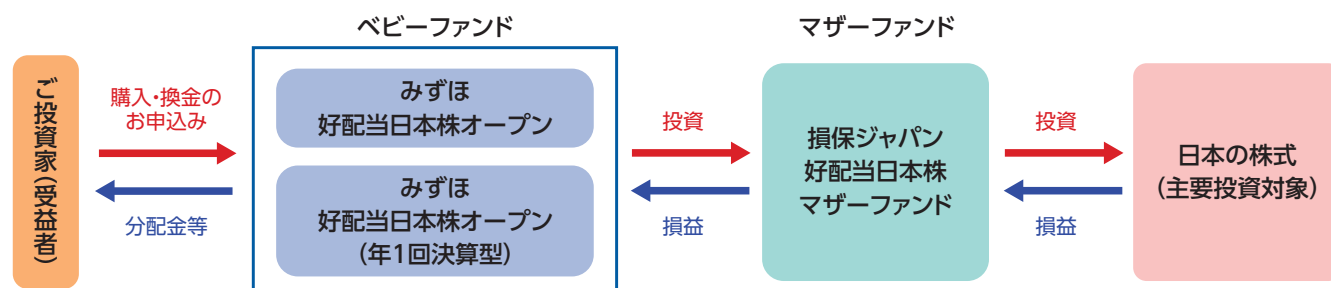 ベビーファンド
マザーファンド
ご投資家(受益者)
購入・換金の
お申込み
分配金等
みずほ
好配当日本株オープン
みずほ
好配当日本株オープン
(年1回決算型)
投資
損益
損保ジャパン
好配当日本株
マザーファンド
投資
損益
日本の株式
(主要投資対象)